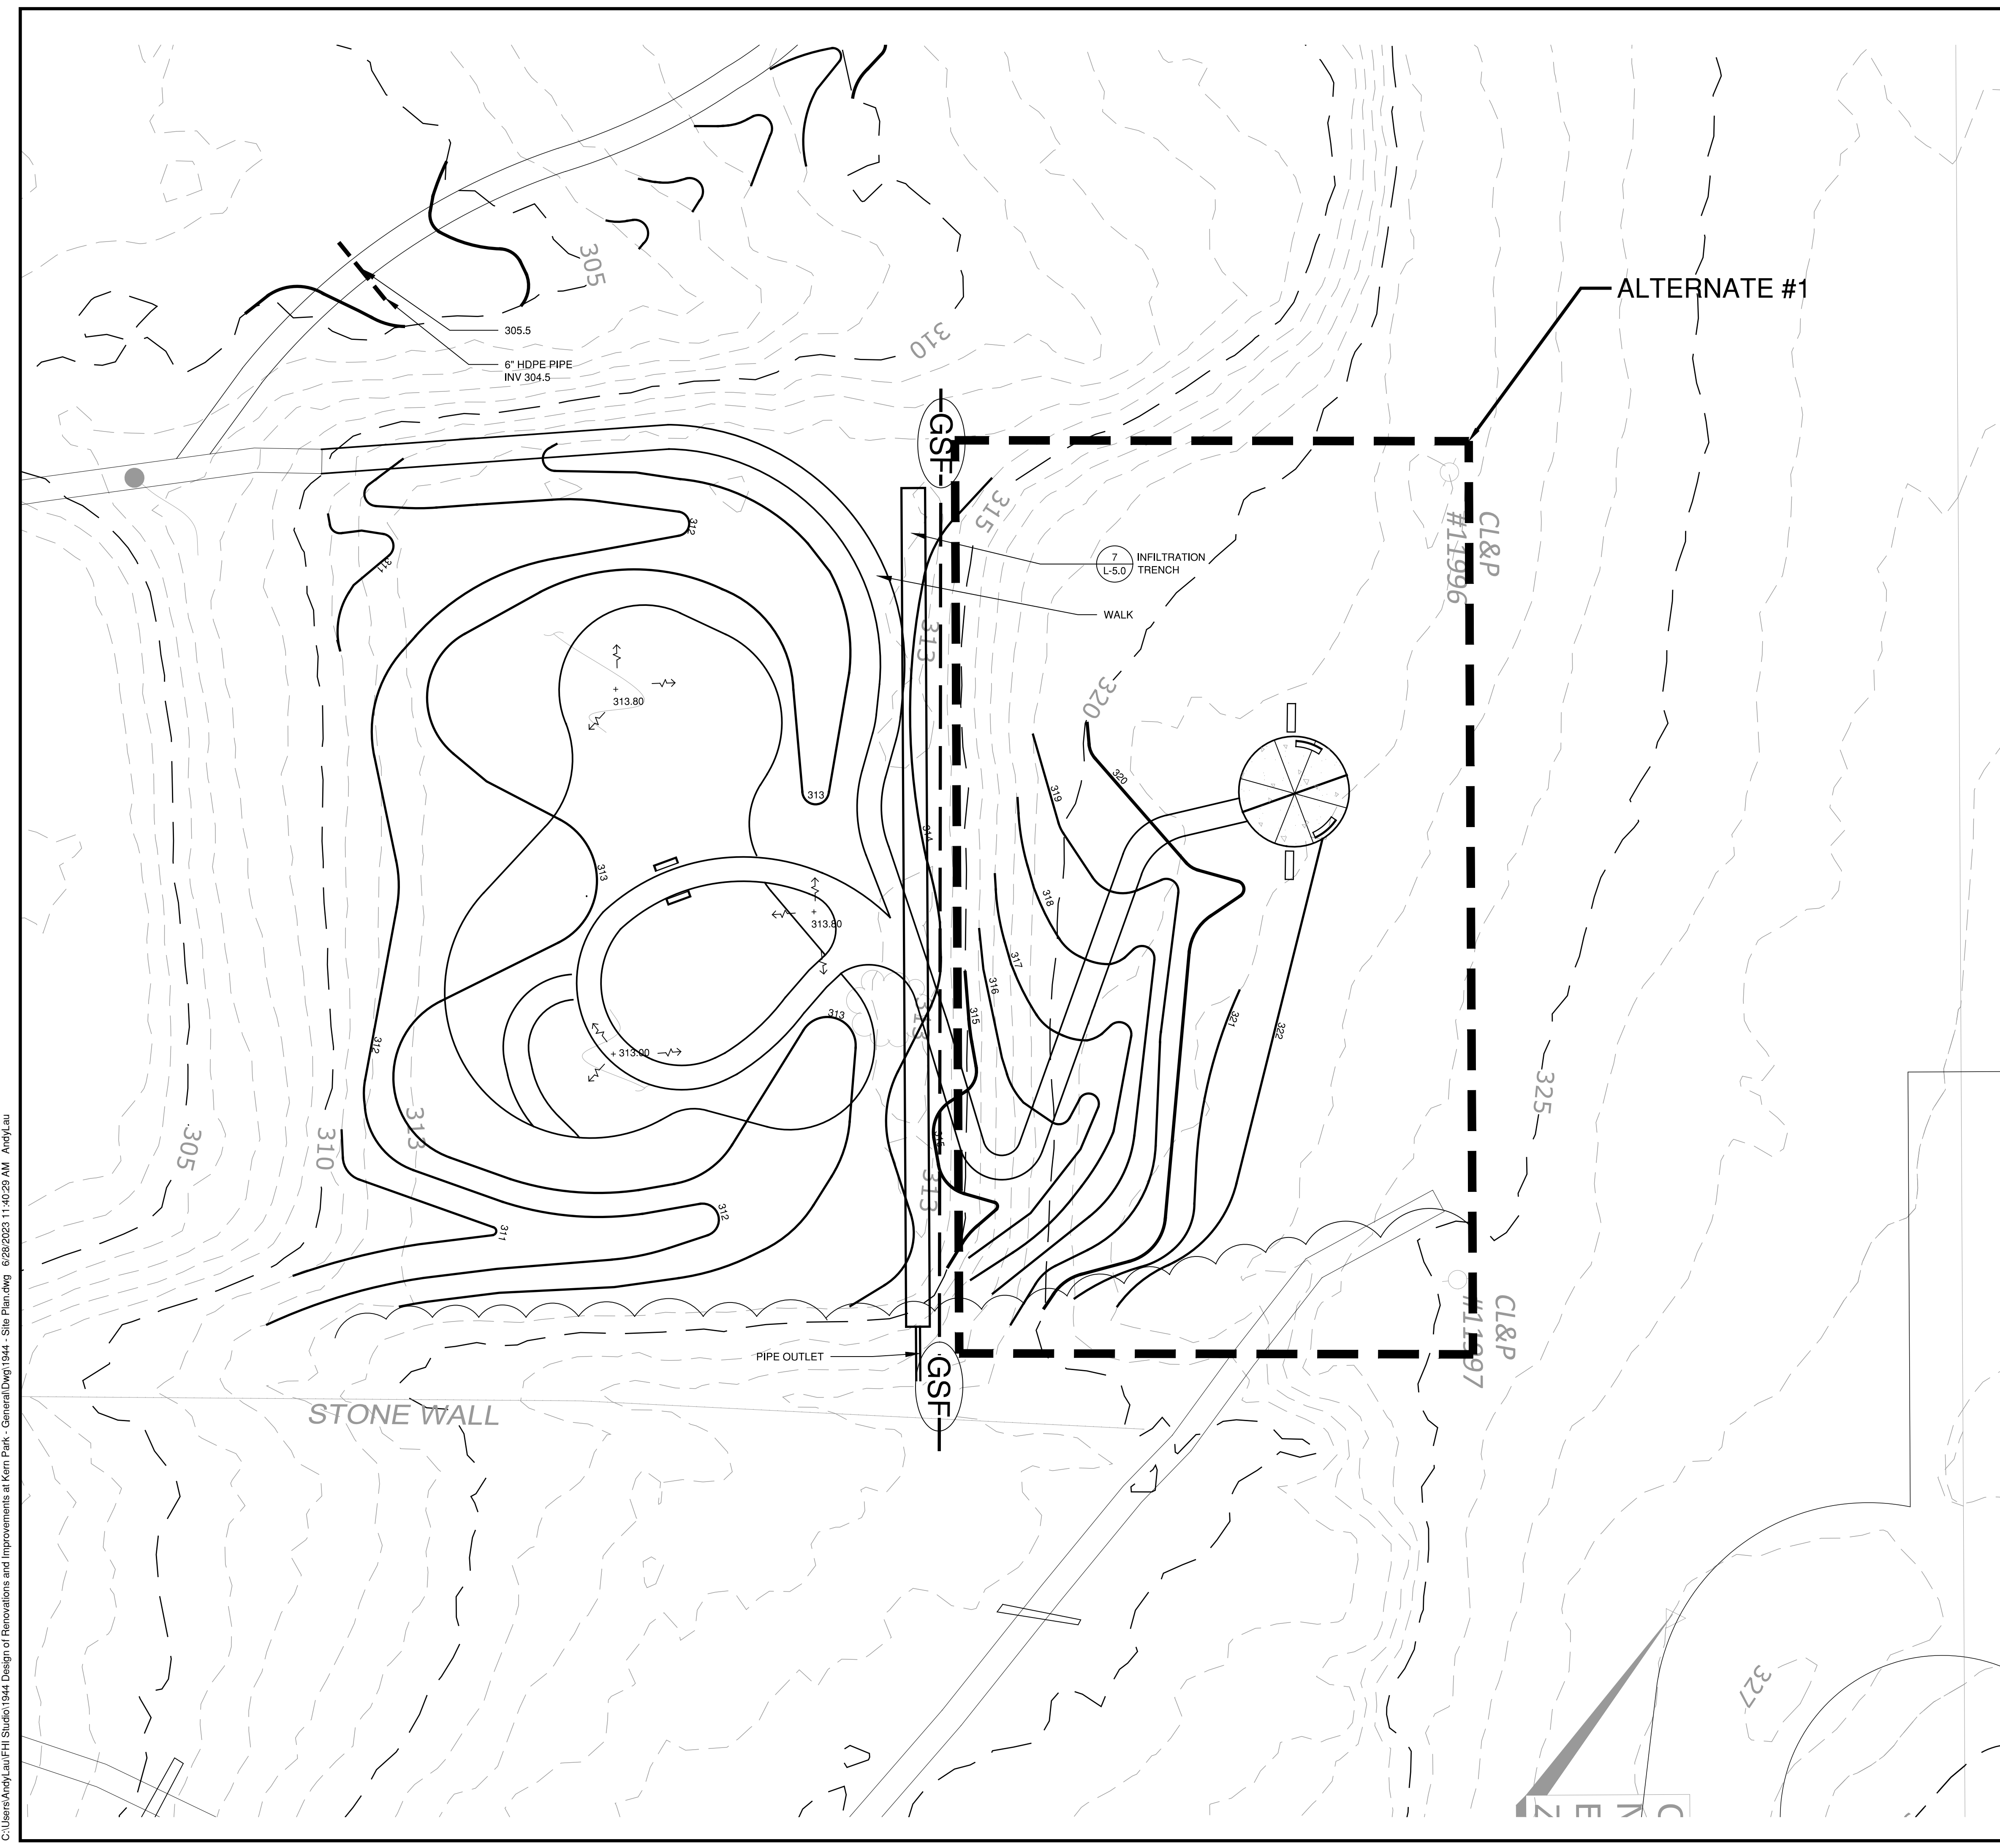 305
310
305.5
6" HDPE PIPE
INV 304.5
ALTERNATE #1
GSF
315
CL&P
#11996
312
311
7
L-5.0
INFILTRATION
TRENCH
WALK
313
+
313.80
320
320
319
313
314
313
318
+
313.80
317
316
315
313
313
312
+ 313.00
321
322
325
305
310
313
315
313
312
311
CL&P
#11997
PIPE OUTLET
GSF
STONE WALL
327
C:\Users\AndyLau\FHI Studio\1944 Design of Renovations and Improvements at Kern Park - General\Dwg\1944 - Site Plan.dwg 6/28/2023 11:40:29 AM AndyLau